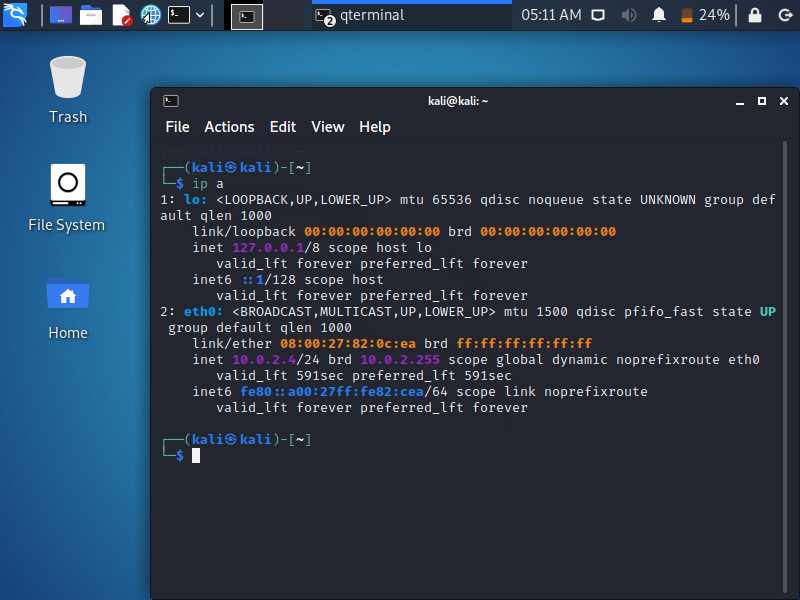 qterminal
05:11 AM
24%
2
Trash
File System
Home
kali@kali: ~
File Actions Edit View Help
┌──(kali㉿kali)-[~]
└─$ ip a
1: lo: <LOOPBACK,UP,LOWER_UP> mtu 65536 qdisc noqueue state UNKNOWN group def
ault qlen 1000
    link/loopback 00:00:00:00:00:00 brd 00:00:00:00:00:00
    inet 127.0.0.1/8 scope host lo
       valid_lft forever preferred_lft forever
    inet6 ::1/128 scope host
       valid_lft forever preferred_lft forever
2: eth0: <BROADCAST,MULTICAST,UP,LOWER_UP> mtu 1500 qdisc pfifo_fast state UP
 group default qlen 1000
    link/ether 08:00:27:82:0c:ea brd ff:ff:ff:ff:ff:ff
    inet 10.0.2.4/24 brd 10.0.2.255 scope global dynamic noprefixroute eth0
       valid_lft 591sec preferred_lft 591sec
    inet6 fe80::a00:27ff:fe82:cea/64 scope link noprefixroute
       valid_lft forever preferred_lft forever
┌──(kali㉿kali)-[~]
└─$